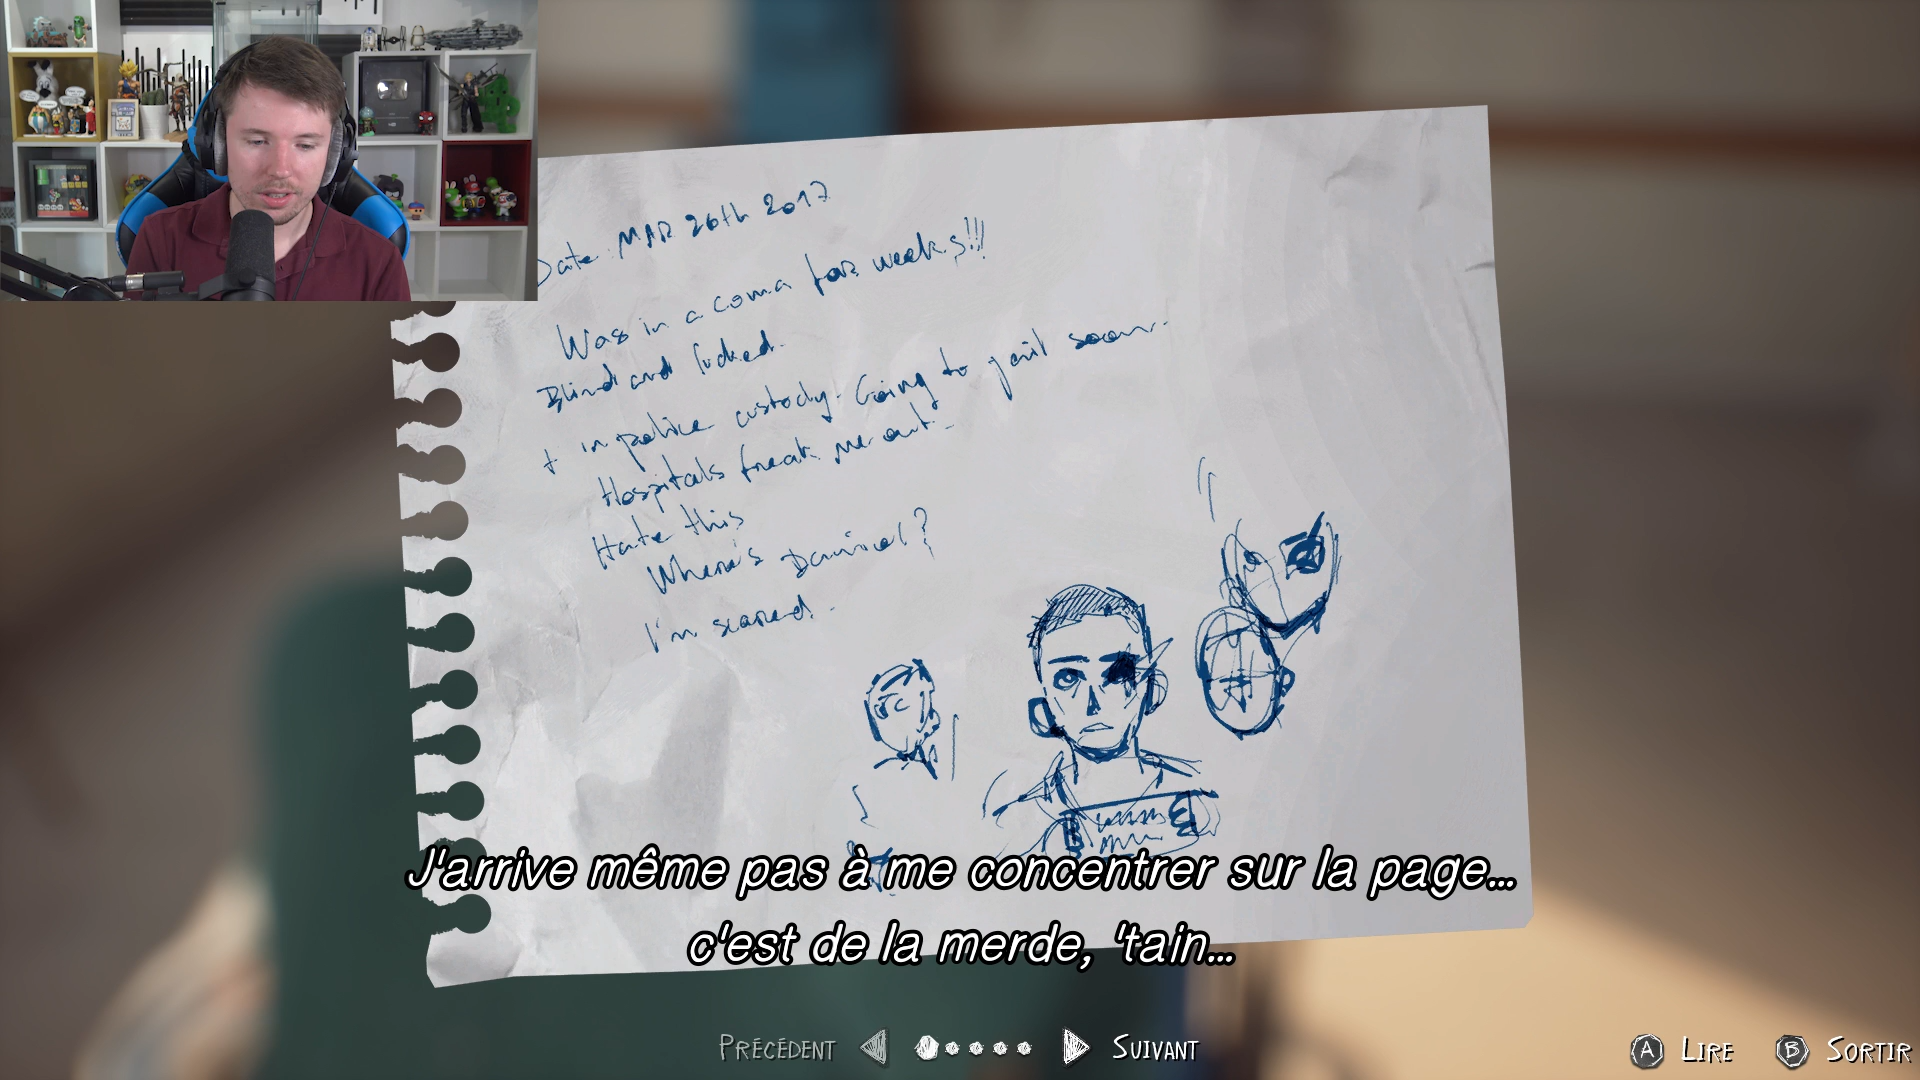 Date: MAR 26th 2017
Was in a coma for weeks!!!
Blind and fucked.
+ in police custody. Going to jail soon.
Hospitals freak me out.
Hate this
Where's Daniel?
I'm scared.
J'arrive même pas à me concentrer sur la page...
c'est de la merde, 'tain...
PRÉCÉDENT SUIVANT
A LIRE B SORTIR